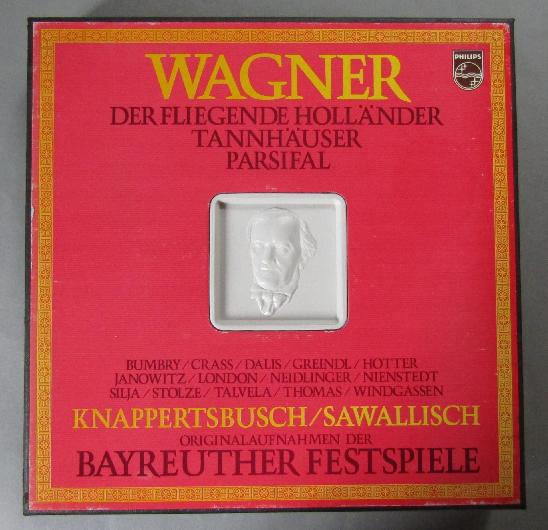 WAGNER
PHILIPS
DER FLIEGENDE HOLLÄNDER
TANNHÄUSER
PARSIFAL
BUMBRY/CRASS/DALIS/GREINDL/HOTTER
JANOWITZ/LONDON/NEIDLINGER/NIENSTEDT
SILJA/STOLZE/TALVELA/THOMAS/WINDGASSEN
KNAPPERTSBUSCH/SAWALLISCH
ORIGINALAUFNAHMEN DER
BAYREUTHER FESTSPIELE